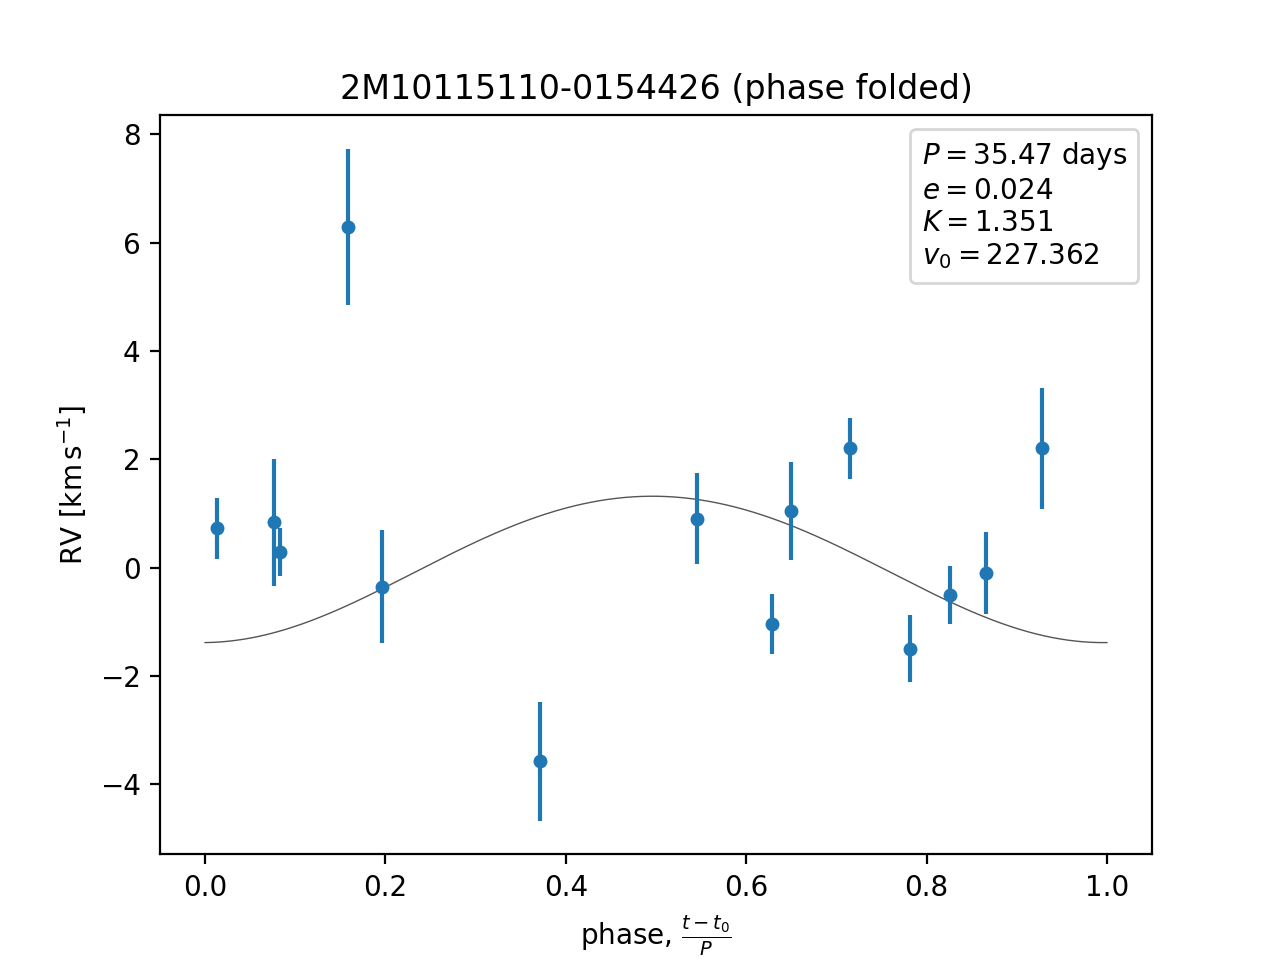 2M10115110-0154426 (phase folded)
P = 35.47 days
e = 0.024
K = 1.351
v₀ = 227.362
8
6
4
2
0
−2
−4
RV [km s⁻¹]
0.0 0.2 0.4 0.6 0.8 1.0
phase, (t − t₀)/P